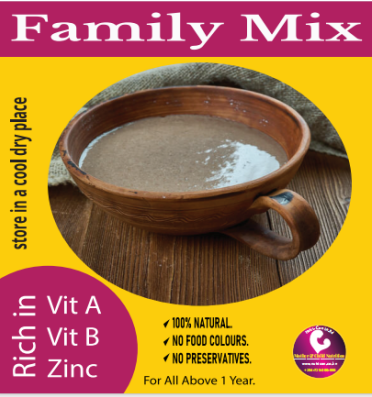 Family Mix
store in a cool dry place
Rich in
Vit A
Vit B
Zinc
✓ 100% NATURAL.
✓ NO FOOD COLOURS.
✓ NO PRESERVATIVES.
For All Above 1 Year.